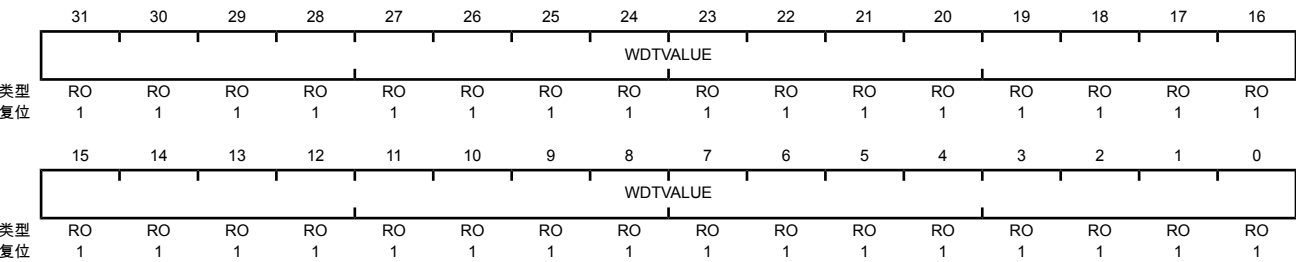 31 30 29 28 27 26 25 24 23 22 21 20 19 18 17 16
WDTVALUE
类型 RO RO RO RO RO RO RO RO RO RO RO RO RO RO RO RO
复位 1 1 1 1 1 1 1 1 1 1 1 1 1 1 1 1
15 14 13 12 11 10 9 8 7 6 5 4 3 2 1 0
WDTVALUE
类型 RO RO RO RO RO RO RO RO RO RO RO RO RO RO RO RO
复位 1 1 1 1 1 1 1 1 1 1 1 1 1 1 1 1